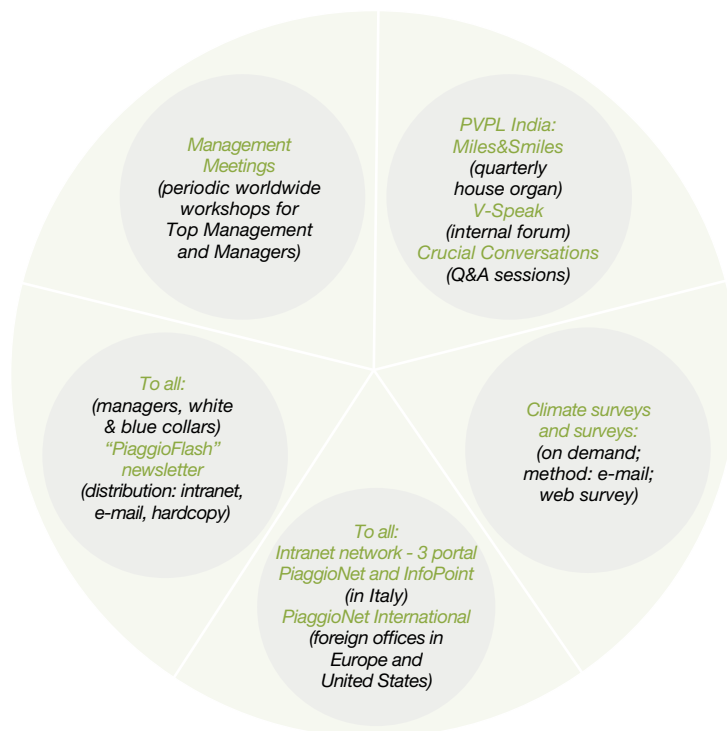 Management
Meetings
(periodic worldwide
workshops for
Top Management
and Managers)
PVPL India:
Miles&Smiles
(quarterly
house organ)
V-Speak
(internal forum)
Crucial Conversations
(Q&A sessions)
To all:
(managers, white
& blue collars)
“PiaggioFlash”
newsletter
(distribution: intranet,
e-mail, hardcopy)
Climate surveys
and surveys:
(on demand;
method: e-mail;
web survey)
To all:
Intranet network - 3 portal
PiaggioNet and InfoPoint
(in Italy)
PiaggioNet International
(foreign offices in
Europe and
United States)